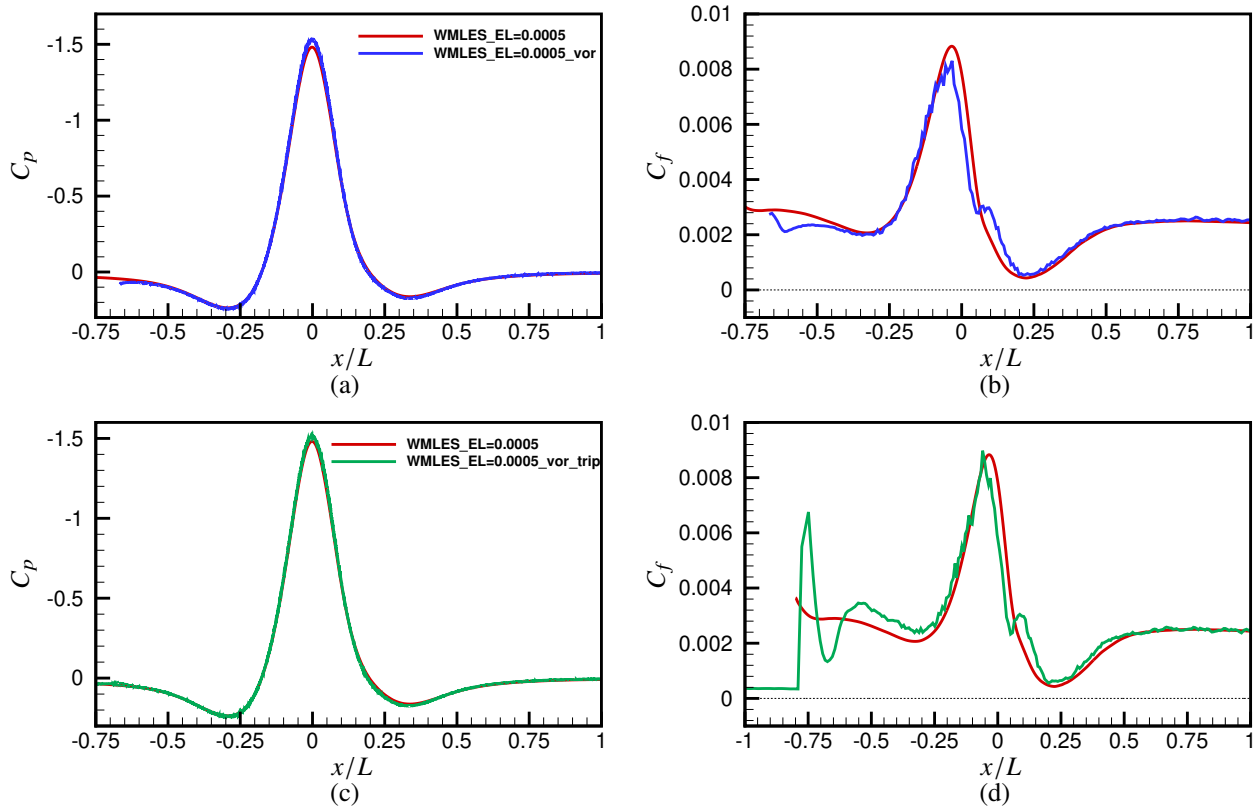 -1.5
-1
-0.5
0
C_p
WMLES_EL=0.0005
WMLES_EL=0.0005_vor
-0.75 -0.5 -0.25 0 0.25 0.5 0.75 1
x/L
(a)
0.01
0.008
0.006
0.004
0.002
0
C_f
-0.75 -0.5 -0.25 0 0.25 0.5 0.75 1
x/L
(b)
-1.5
-1
-0.5
0
C_p
WMLES_EL=0.0005
WMLES_EL=0.0005_vor_trip
-0.75 -0.5 -0.25 0 0.25 0.5 0.75 1
x/L
(c)
0.01
0.008
0.006
0.004
0.002
0
C_f
-1 -0.75 -0.5 -0.25 0 0.25 0.5 0.75 1
x/L
(d)